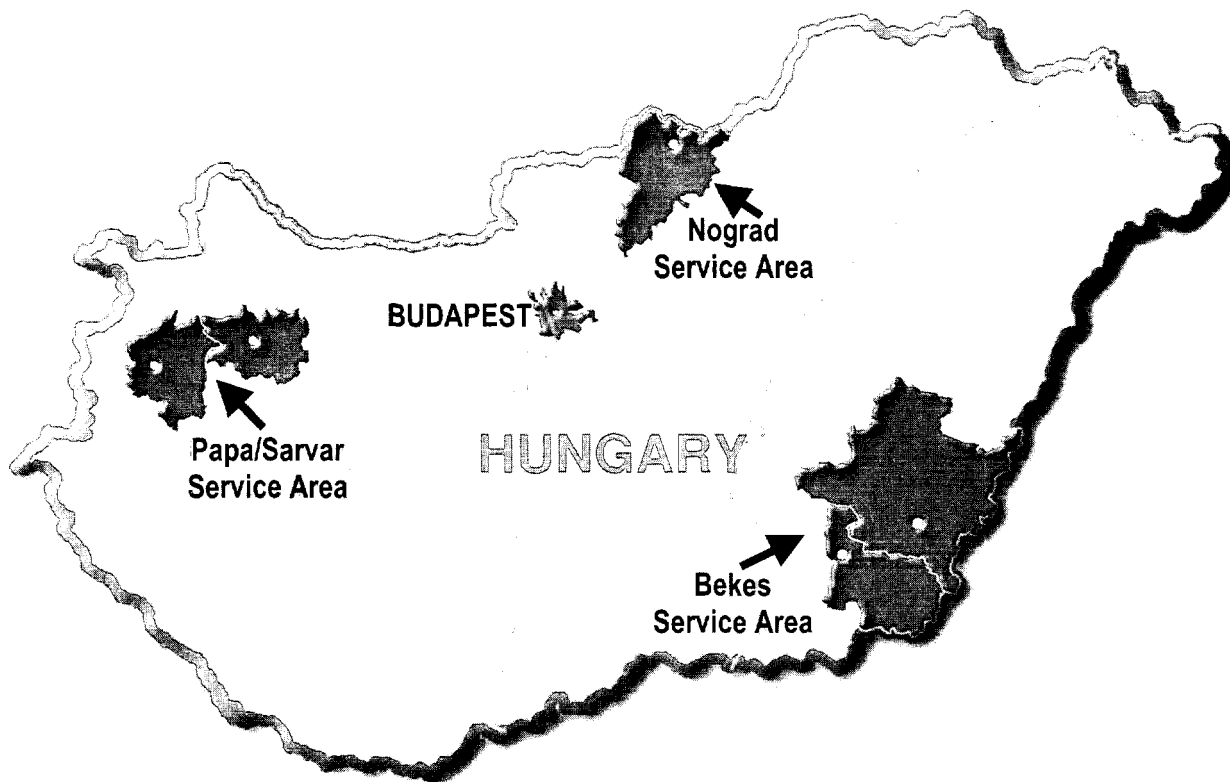 Nograd
Service Area
BUDAPEST
Papa/Sarvar
Service Area
HUNGARY
Bekes
Service Area